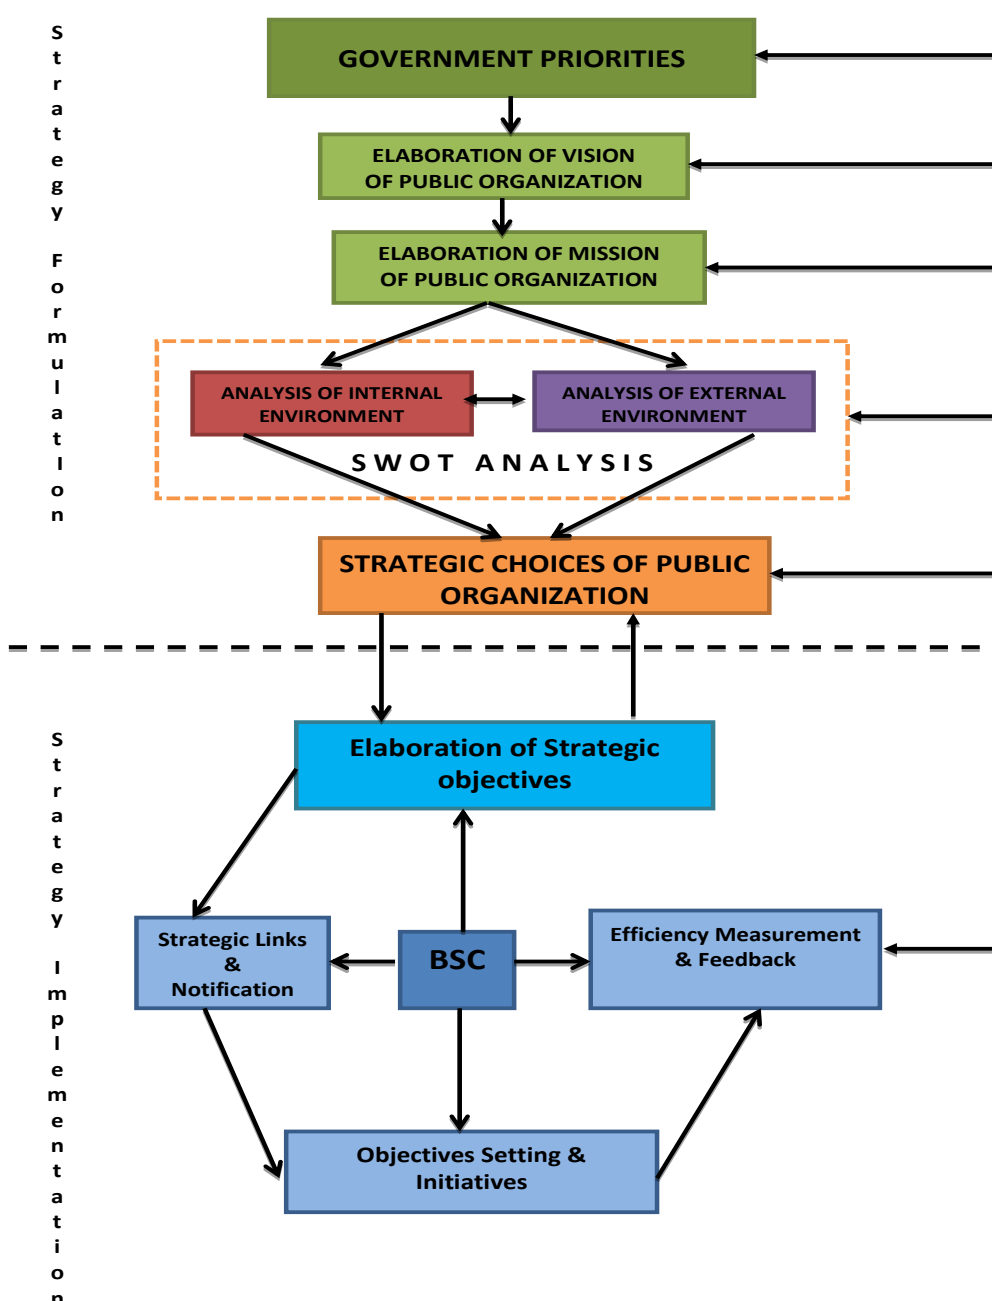 Strategy FormulatIon
GOVERNMENT PRIORITIES
ELABORATION OF VISION
OF PUBLIC ORGANIZATION
ELABORATION OF MISSION
OF PUBLIC ORGANIZATION
ANALYSIS OF INTERNAL
ENVIRONMENT
ANALYSIS OF EXTERNAL
ENVIRONMENT
SWOT ANALYSIS
STRATEGIC CHOICES OF PUBLIC
ORGANIZATION
Strategy Implementation
Elaboration of Strategic
objectives
Strategic Links
&
Notification
BSC
Efficiency Measurement
& Feedback
Objectives Setting &
Initiatives